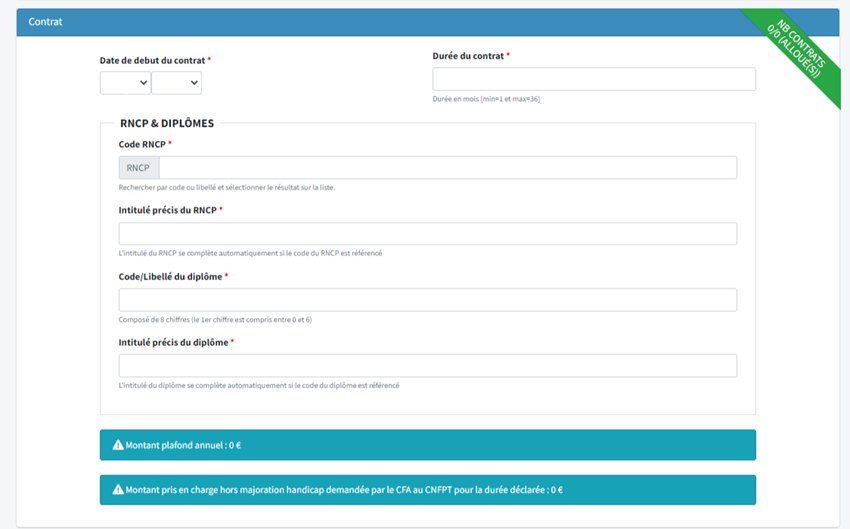 Contrat
NB CONTRATS
0/0 (ALLOUÉ(S))
Date de debut du contrat *
Durée du contrat *
Durée en mois (min=1 et max=36)
RNCP & DIPLÔMES
Code RNCP *
RNCP
Rechercher par code ou libellé et sélectionner le résultat sur la liste.
Intitulé précis du RNCP *
L'intitulé du RNCP se complète automatiquement si le code du RNCP est référencé
Code/Libellé du diplôme *
Composé de 8 chiffres (le 1er chiffre est compris entre 0 et 6)
Intitulé précis du diplôme *
L'intitulé du diplôme se complète automatiquement si le code du diplôme est référencé
Montant plafond annuel : 0 €
Montant pris en charge hors majoration handicap demandée par le CFA au CNFPT pour la durée déclarée : 0 €